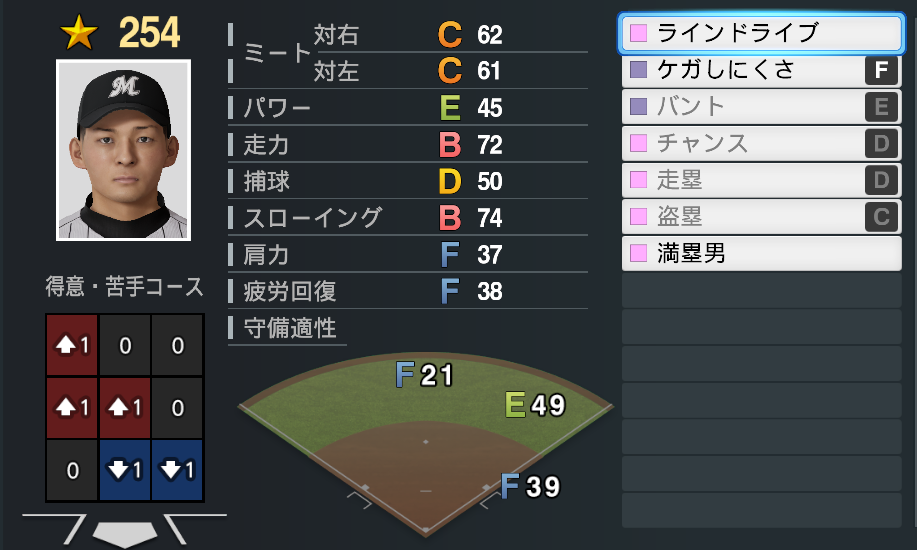 254
M
ミート 対右 C 62
対左 C 61
パワー E 45
走力 B 72
捕球 D 50
スローイング B 74
肩力 F 37
疲労回復 F 38
守備適性
F 21
E 49
F 39
得意・苦手コース
1 0 0
1 1 0
0 1 1
ラインドライブ
ケガしにくさ F
バント E
チャンス D
走塁 D
盗塁 C
満塁男